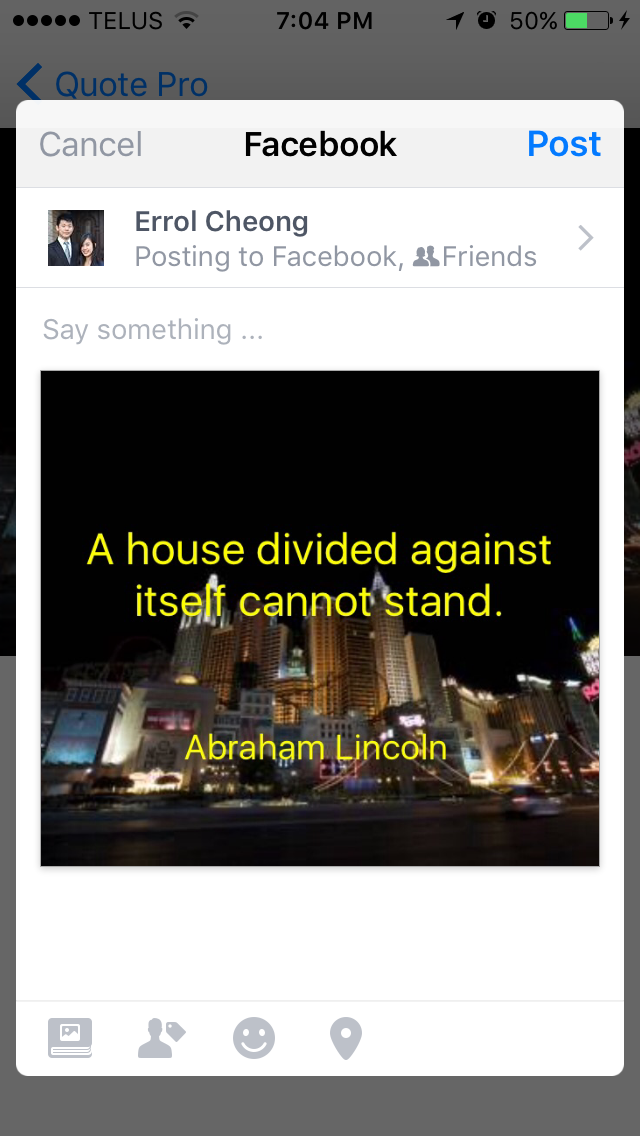 TELUS 7:04 PM 50%
Quote Pro
Cancel Facebook Post
Errol Cheong
Posting to Facebook, Friends
Say something ...
A house divided against
itself cannot stand.
Abraham Lincoln